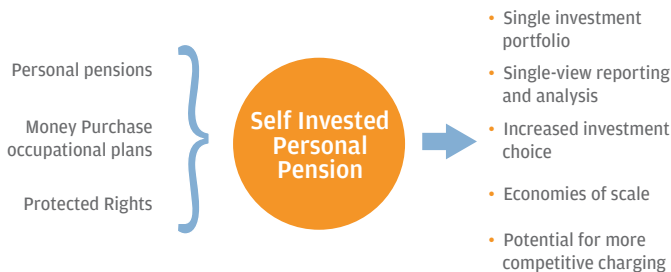 Personal pensions
Money Purchase
occupational plans
Protected Rights
Self Invested
Personal
Pension
• Single investment
portfolio
• Single-view reporting
and analysis
• Increased investment
choice
• Economies of scale
• Potential for more
competitive charging